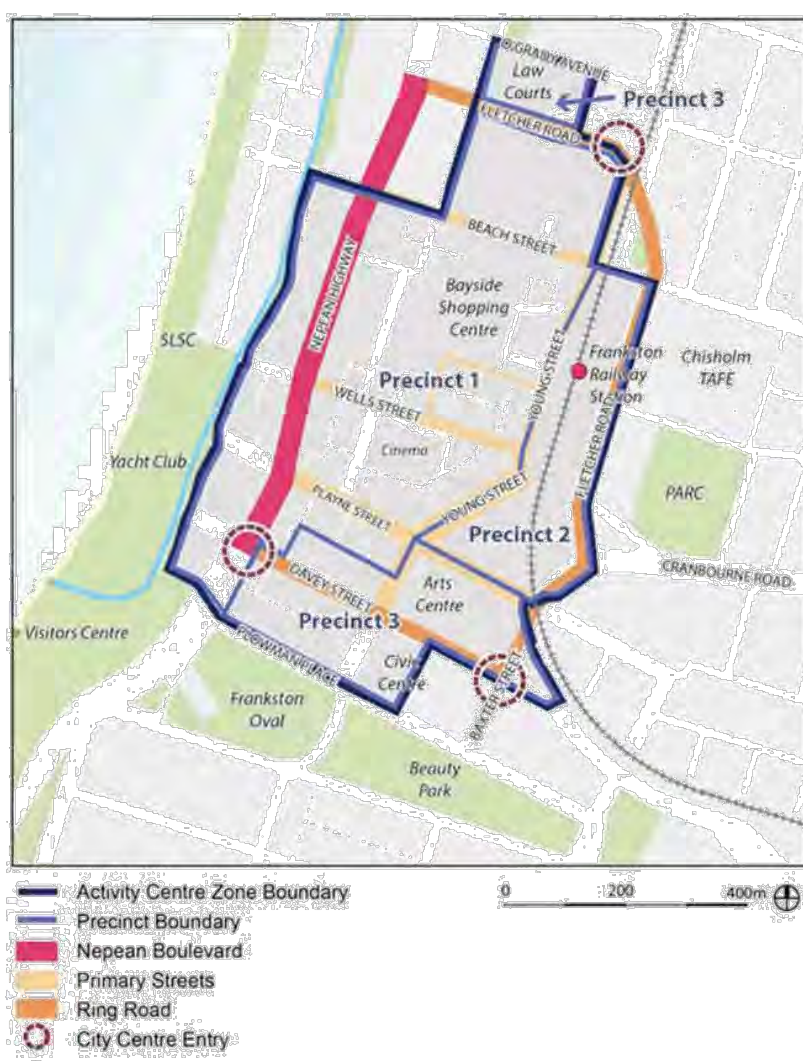 O'GRADY AVENUE
Law
Courts
Precinct 3
FLETCHER ROAD
BEACH STREET
NEPEAN HIGHWAY
Bayside
Shopping
Centre
YOUNG STREET
SLSC
Frankston
Railway
Station
Chisholm
TAFE
Precinct 1
WELLS STREET
FLETCHER ROAD
Cinema
Yacht Club
PLAYNE STREET
YOUNG STREET
PARC
Precinct 2
CRANBOURNE ROAD
DAVEY STREET
Arts
Centre
Precinct 3
Visitors Centre
PLOWMAN PLACE
Civic
Centre
BAXTER STREET
Frankston
Oval
Beauty
Park
Activity Centre Zone Boundary
0 200 400m
Precinct Boundary
Nepean Boulevard
Primary Streets
Ring Road
City Centre Entry